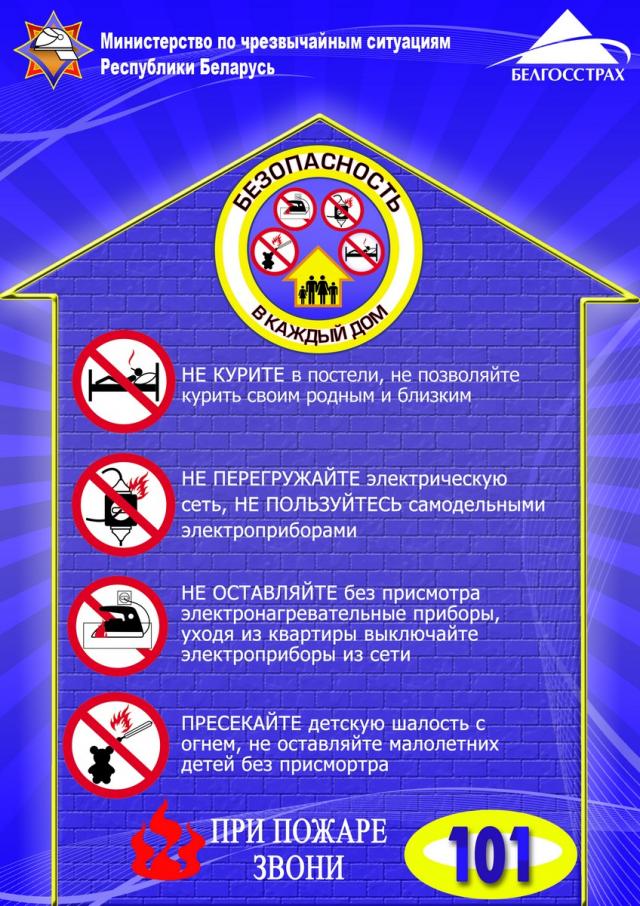 Министерство по чрезвычайным ситуациям
Республики Беларусь
БЕЛГОССТРАХ
БЕЗОПАСНОСТЬ
В КАЖДЫЙ ДОМ
НЕ КУРИТЕ в постели, не позволяйте
курить своим родным и близким
НЕ ПЕРЕГРУЖАЙТЕ электрическую
сеть, НЕ ПОЛЬЗУЙТЕСЬ самодельными
электроприборами
НЕ ОСТАВЛЯЙТЕ без присмотра
электронагревательные приборы,
уходя из квартиры выключайте
электроприборы из сети
ПРЕСЕКАЙТЕ детскую шалость с
огнем, не оставляйте малолетних
детей без присмортра
ПРИ ПОЖАРЕ
ЗВОНИ
101